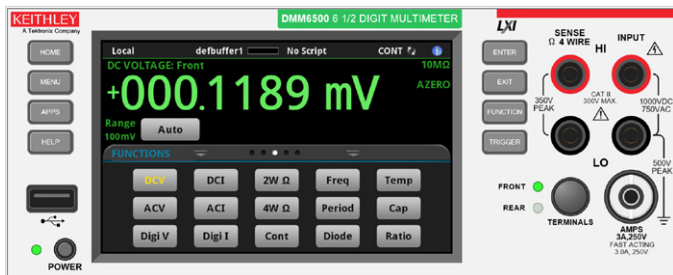 KEITHLEY
A Tektronix Company
DMM6500 6 1/2 DIGIT MULTIMETER
LXI
HOME
MENU
APPS
HELP
POWER
Local defbuffer1 No Script CONT
DC VOLTAGE: Front 10MΩ
+000.1189 mV
AZERO
Range
100mV Auto
FUNCTIONS
DCV DCI 2W Ω Freq Temp
ACV ACI 4W Ω Period Cap
Digi V Digi I Cont Diode Ratio
ENTER
EXIT
FUNCTION
TRIGGER
SENSE
Ω 4 WIRE
INPUT
HI
350V
PEAK
CAT II
300V MAX.
1000VDC
750VAC
LO
500V
PEAK
FRONT
REAR
TERMINALS
AMPS
3A,250V
FAST ACTING
3.0A, 250V